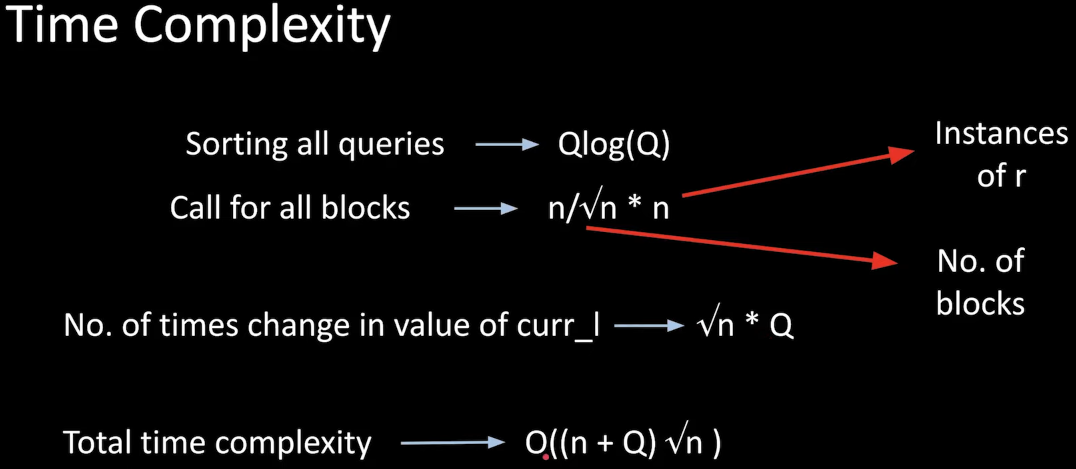 Time Complexity
Sorting all queries Qlog(Q)
Call for all blocks n/√n * n
Instances
of r
No. of
blocks
No. of times change in value of curr_l √n * Q
Total time complexity O((n + Q) √n )